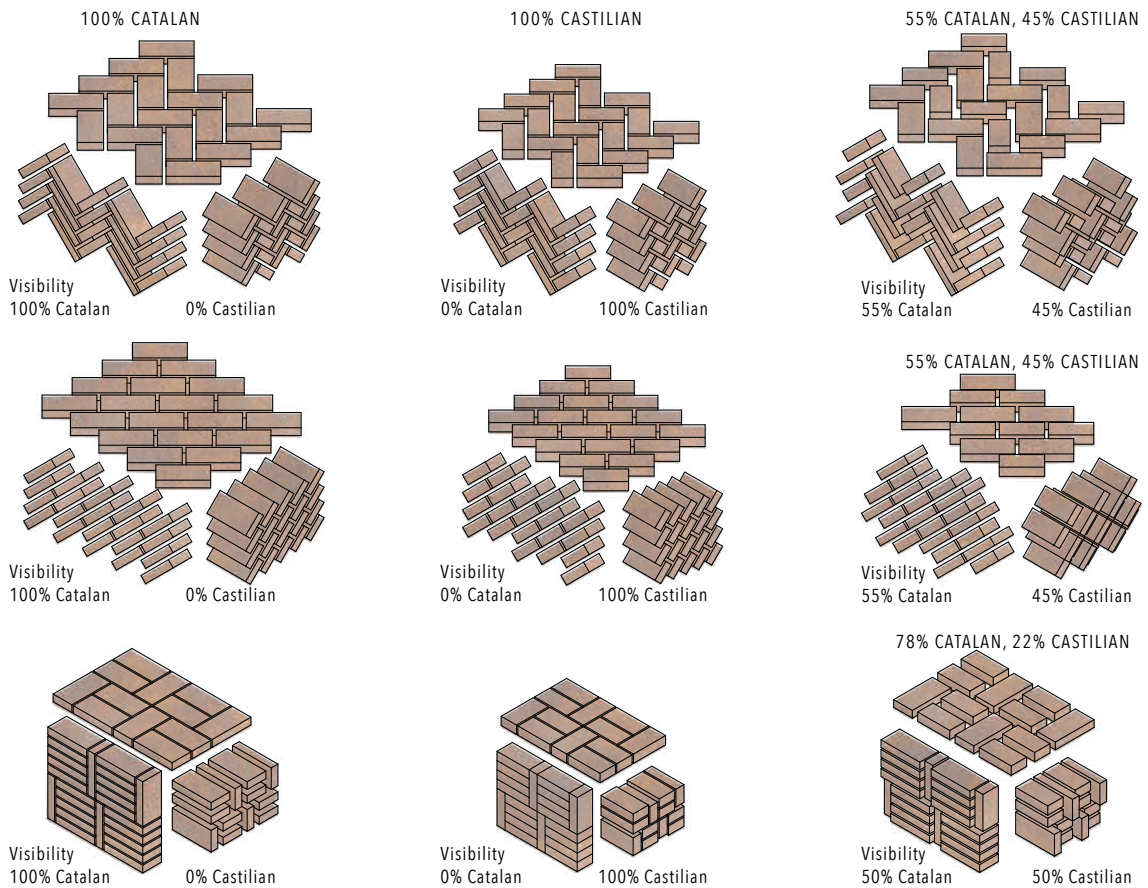 100% CATALAN
100% CASTILIAN
55% CATALAN, 45% CASTILIAN
Visibility
100% Catalan 0% Castilian
Visibility
0% Catalan 100% Castilian
Visibility
55% Catalan 45% Castilian
55% CATALAN, 45% CASTILIAN
Visibility
100% Catalan 0% Castilian
Visibility
0% Catalan 100% Castilian
Visibility
55% Catalan 45% Castilian
78% CATALAN, 22% CASTILIAN
Visibility
100% Catalan 0% Castilian
Visibility
0% Catalan 100% Castilian
Visibility
50% Catalan 50% Castilian